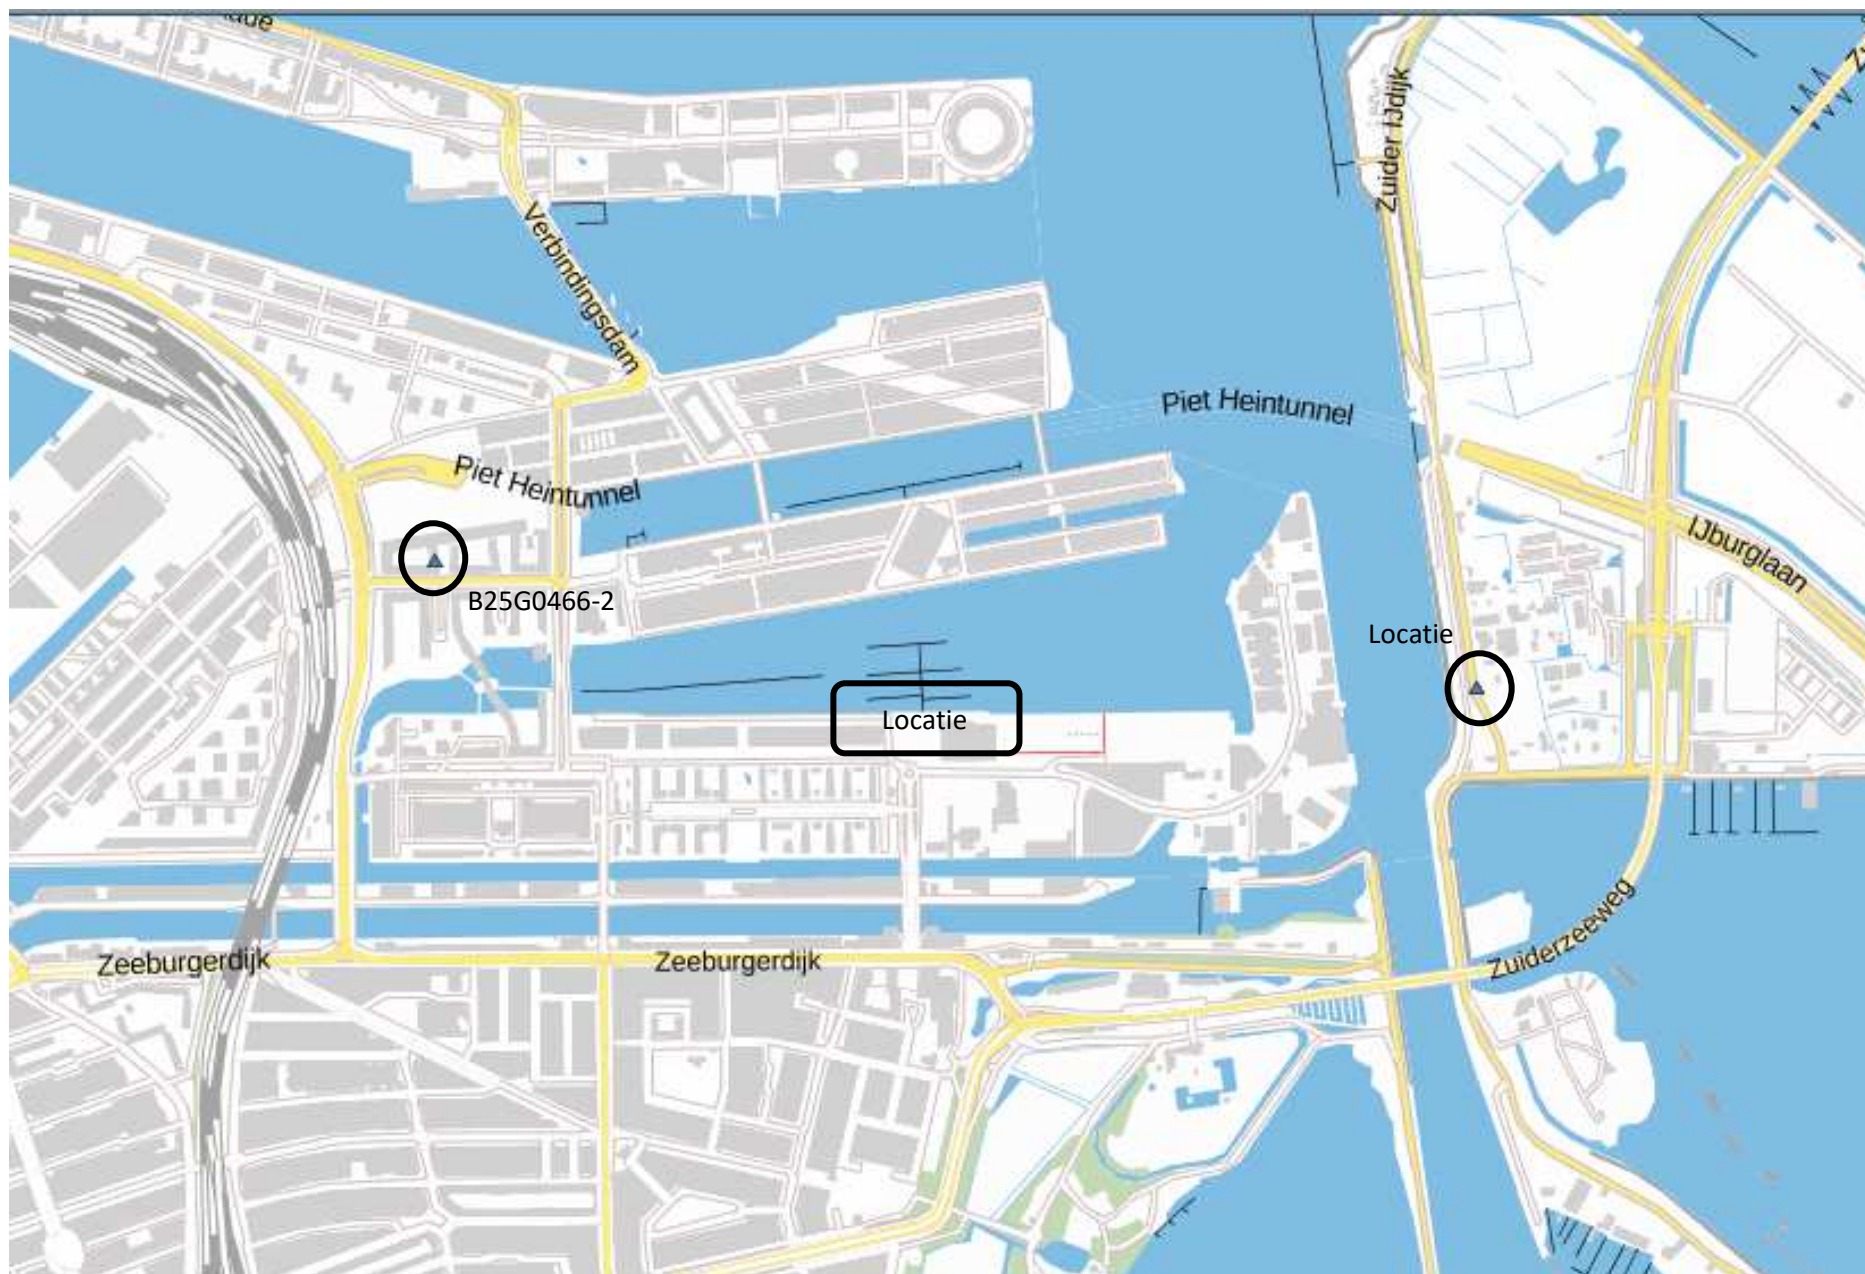 Zuider IJdijk
Verbindingsdam
Piet Heintunnel
Piet Heintunnel
IJburglaan
B25G0466-2
Locatie
Locatie
Zuiderzeeweg
Zeeburgerdijk
Zeeburgerdijk